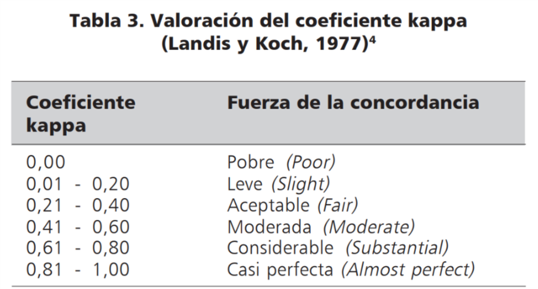 Tabla 3. Valoración del coeficiente kappa
(Landis y Koch, 1977)⁴
Coeficiente kappa Fuerza de la concordancia
0,00 Pobre (Poor)
0,01 - 0,20 Leve (Slight)
0,21 - 0,40 Aceptable (Fair)
0,41 - 0,60 Moderada (Moderate)
0,61 - 0,80 Considerable (Substantial)
0,81 - 1,00 Casi perfecta (Almost perfect)